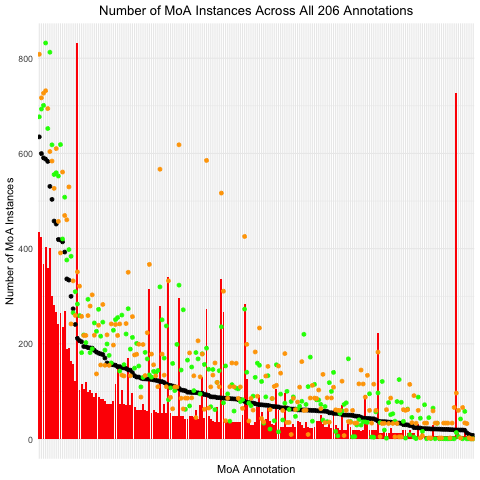 Number of MoA Instances Across All 206 Annotations
Number of MoA Instances
800
600
400
200
0
MoA Annotation